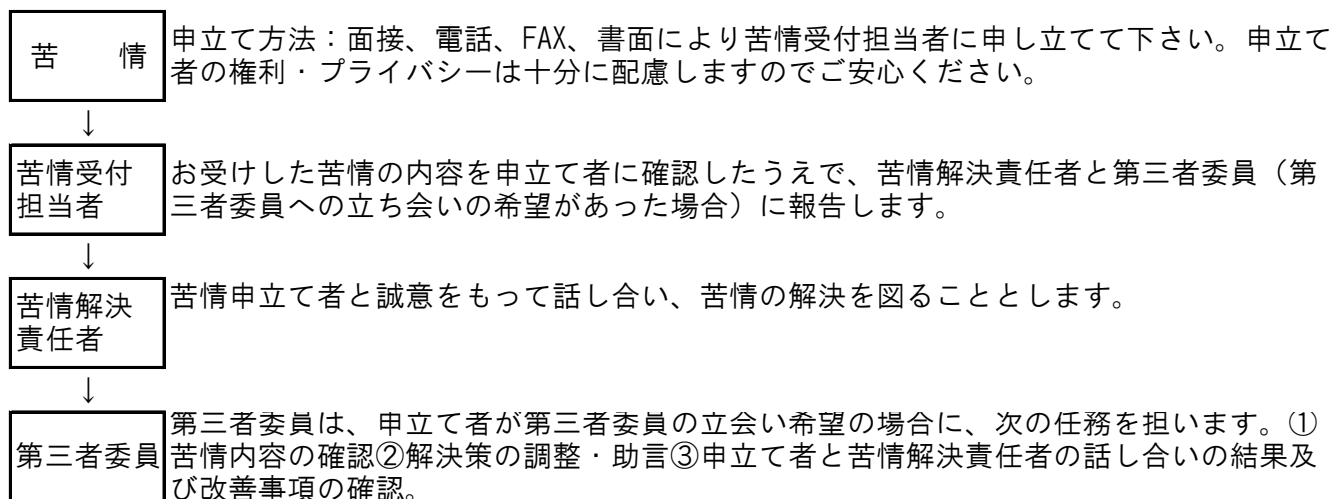 苦　　情
申立て方法：面接、電話、FAX、書面により苦情受付担当者に申し立てて下さい。申立て
者の権利・プライバシーは十分に配慮しますのでご安心ください。
↓
苦情受付
担当者
お受けした苦情の内容を申立て者に確認したうえで、苦情解決責任者と第三者委員（第
三者委員への立ち会いの希望があった場合）に報告します。
↓
苦情解決
責任者
苦情申立て者と誠意をもって話し合い、苦情の解決を図ることとします。
↓
第三者委員
第三者委員は、申立て者が第三者委員の立会い希望の場合に、次の任務を担います。①
苦情内容の確認②解決策の調整・助言③申立て者と苦情解決責任者の話し合いの結果及
び改善事項の確認。